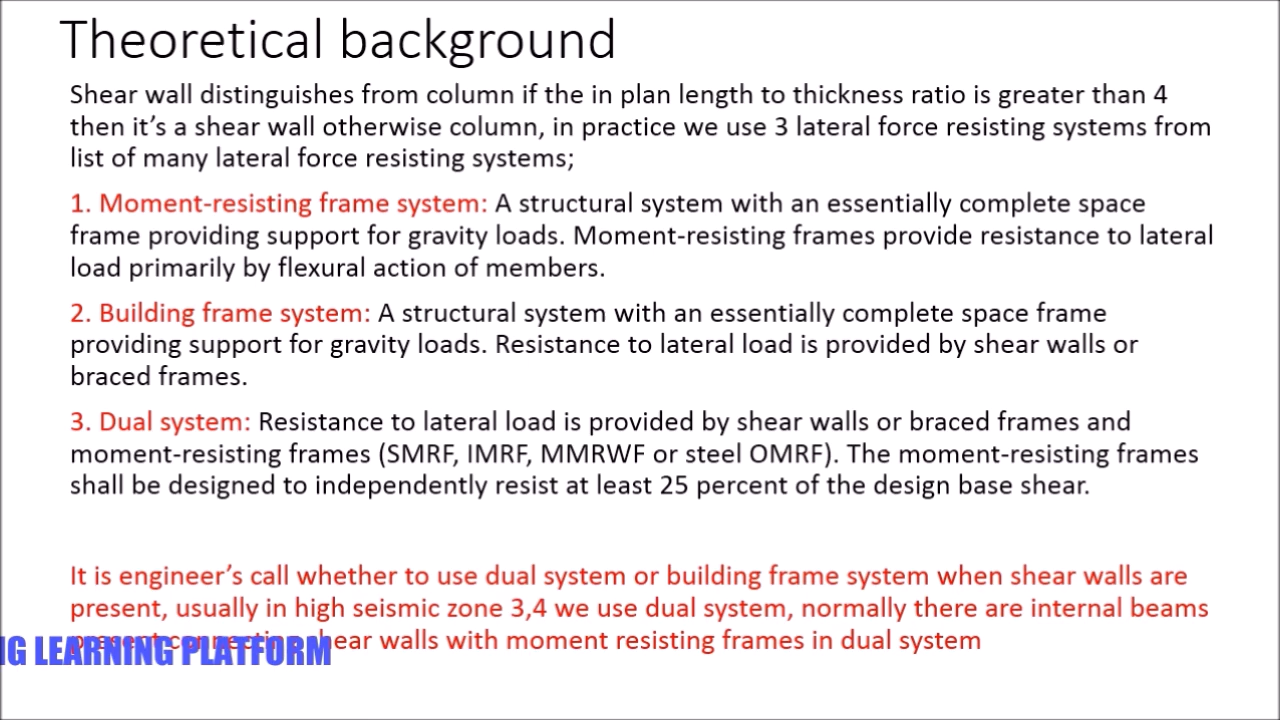 Theoretical background
Shear wall distinguishes from column if the in plan length to thickness ratio is greater than 4
then it’s a shear wall otherwise column, in practice we use 3 lateral force resisting systems from
list of many lateral force resisting systems;
1. Moment-resisting frame system: A structural system with an essentially complete space
frame providing support for gravity loads. Moment-resisting frames provide resistance to lateral
load primarily by flexural action of members.
2. Building frame system: A structural system with an essentially complete space frame
providing support for gravity loads. Resistance to lateral load is provided by shear walls or
braced frames.
3. Dual system: Resistance to lateral load is provided by shear walls or braced frames and
moment-resisting frames (SMRF, IMRF, MMRWF or steel OMRF). The moment-resisting frames
shall be designed to independently resist at least 25 percent of the design base shear.
It is engineer’s call whether to use dual system or building frame system when shear walls are
present, usually in high seismic zone 3,4 we use dual system, normally there are internal beams
present connecting shear walls with moment resisting frames in dual system
LEARNING PLATFORM